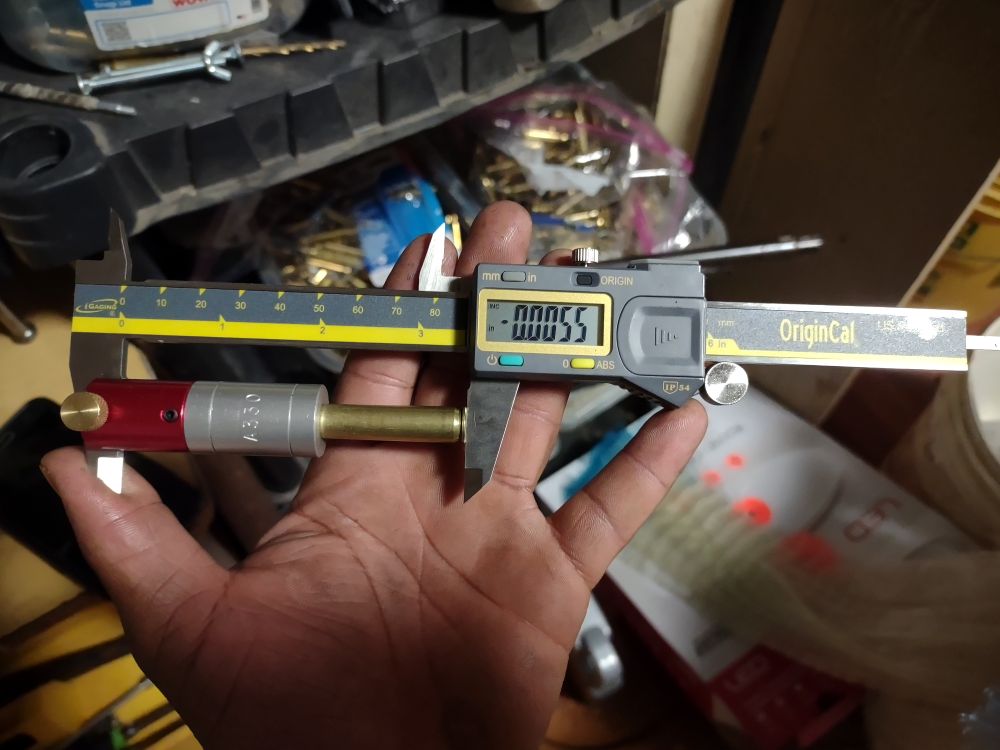 mm in
ORIGIN
iGAGING
0 10 20 30 40 50 60 70 80
0 1 2 3
INC
in
-0.0055
0 ABS
IP54
mm
6 in
OriginCal
A330